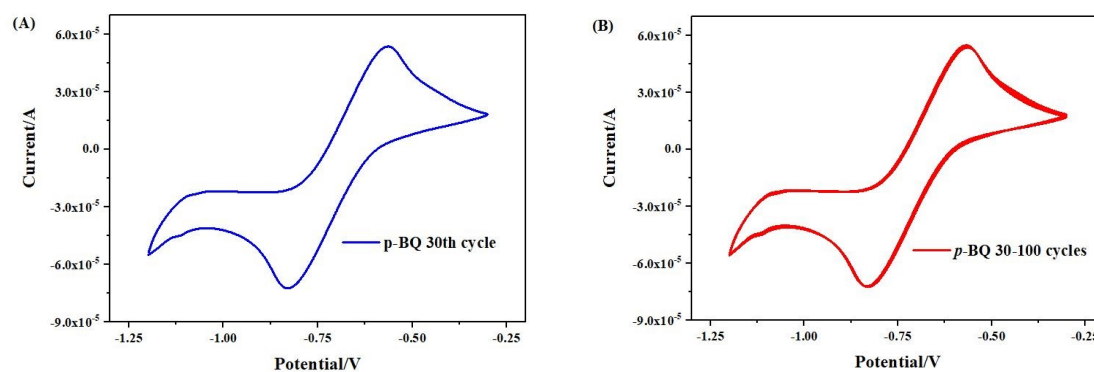 (A)
6.0x10⁻⁵
3.0x10⁻⁵
0.0
-3.0x10⁻⁵
-6.0x10⁻⁵
-9.0x10⁻⁵
Current/A
p-BQ 30th cycle
-1.25 -1.00 -0.75 -0.50 -0.25
Potential/V
(B)
6.0x10⁻⁵
3.0x10⁻⁵
0.0
-3.0x10⁻⁵
-6.0x10⁻⁵
-9.0x10⁻⁵
Current/A
p-BQ 30-100 cycles
-1.25 -1.00 -0.75 -0.50 -0.25
Potential/V